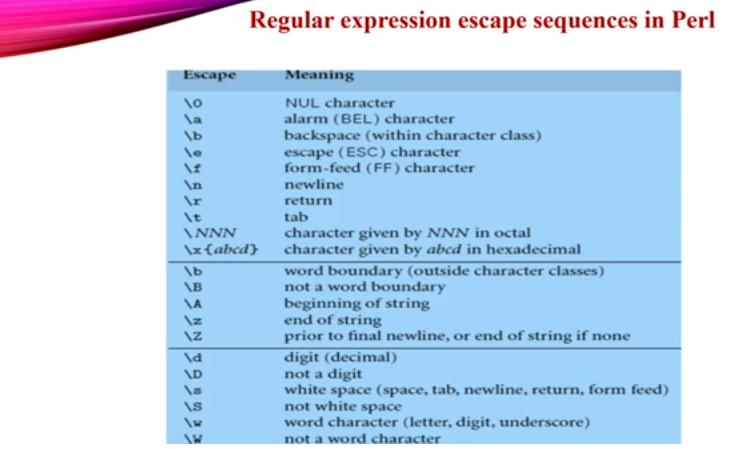 Regular expression escape sequences in Perl
Escape Meaning
\0 NUL character
\a alarm (BEL) character
\b backspace (within character class)
\e escape (ESC) character
\f form-feed (FF) character
\n newline
\r return
\t tab
\NNN character given by NNN in octal
\x{abcd} character given by abcd in hexadecimal
\b word boundary (outside character classes)
\B not a word boundary
\A beginning of string
\z end of string
\Z prior to final newline, or end of string if none
\d digit (decimal)
\D not a digit
\s white space (space, tab, newline, return, form feed)
\S not white space
\w word character (letter, digit, underscore)
\W not a word character